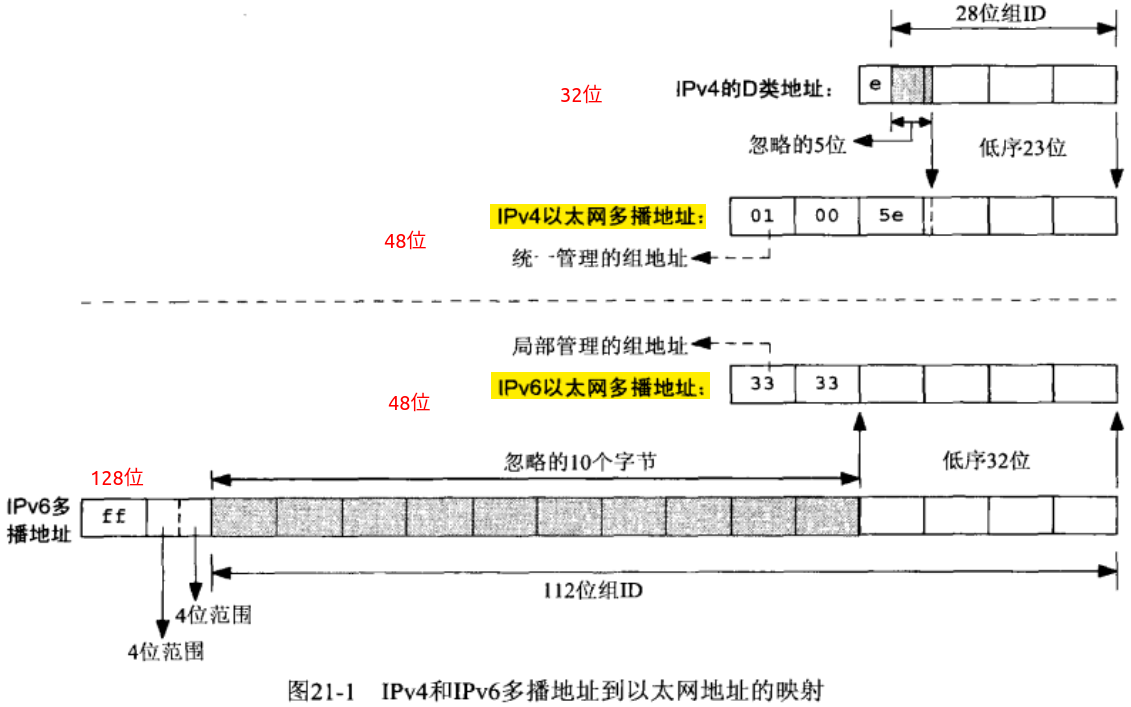 28位组ID
32位
IPv4的D类地址：
e
忽略的5位
低序23位
IPv4以太网多播地址：
01 00 5e
48位
统一管理的组地址
局部管理的组地址
IPv6以太网多播地址：
33 33
48位
忽略的10个字节
低序32位
128位
IPv6多
播地址
ff
112位组ID
4位范围
4位范围
图21-1 IPv4和IPv6多播地址到以太网地址的映射